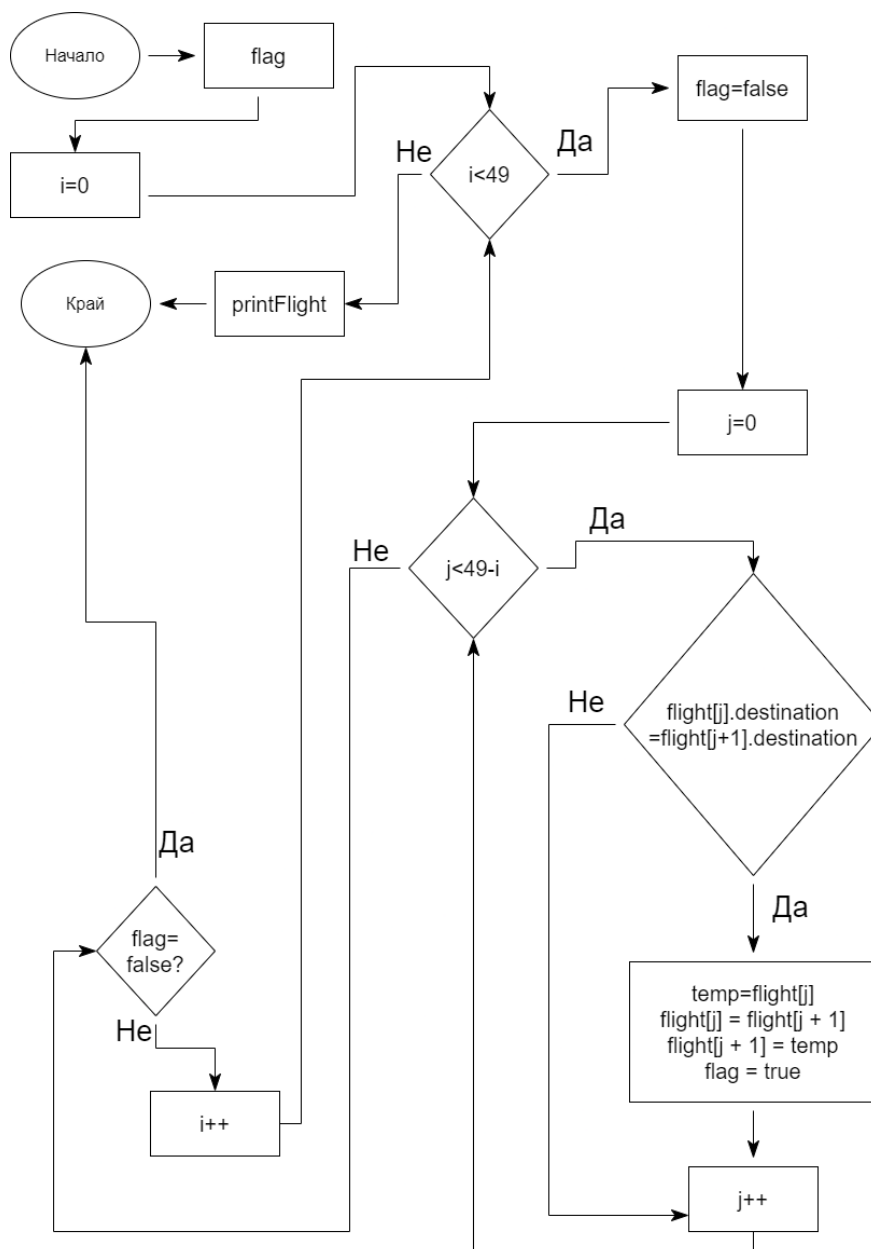 Начало
flag
i=0
i<49
Не
Да
flag=false
Край
printFlight
j=0
j<49-i
Не
Да
flight[j].destination
=flight[j+1].destination
Не
Да
temp=flight[j]
flight[j] = flight[j + 1]
flight[j + 1] = temp
flag = true
j++
flag=
false?
Да
Не
i++